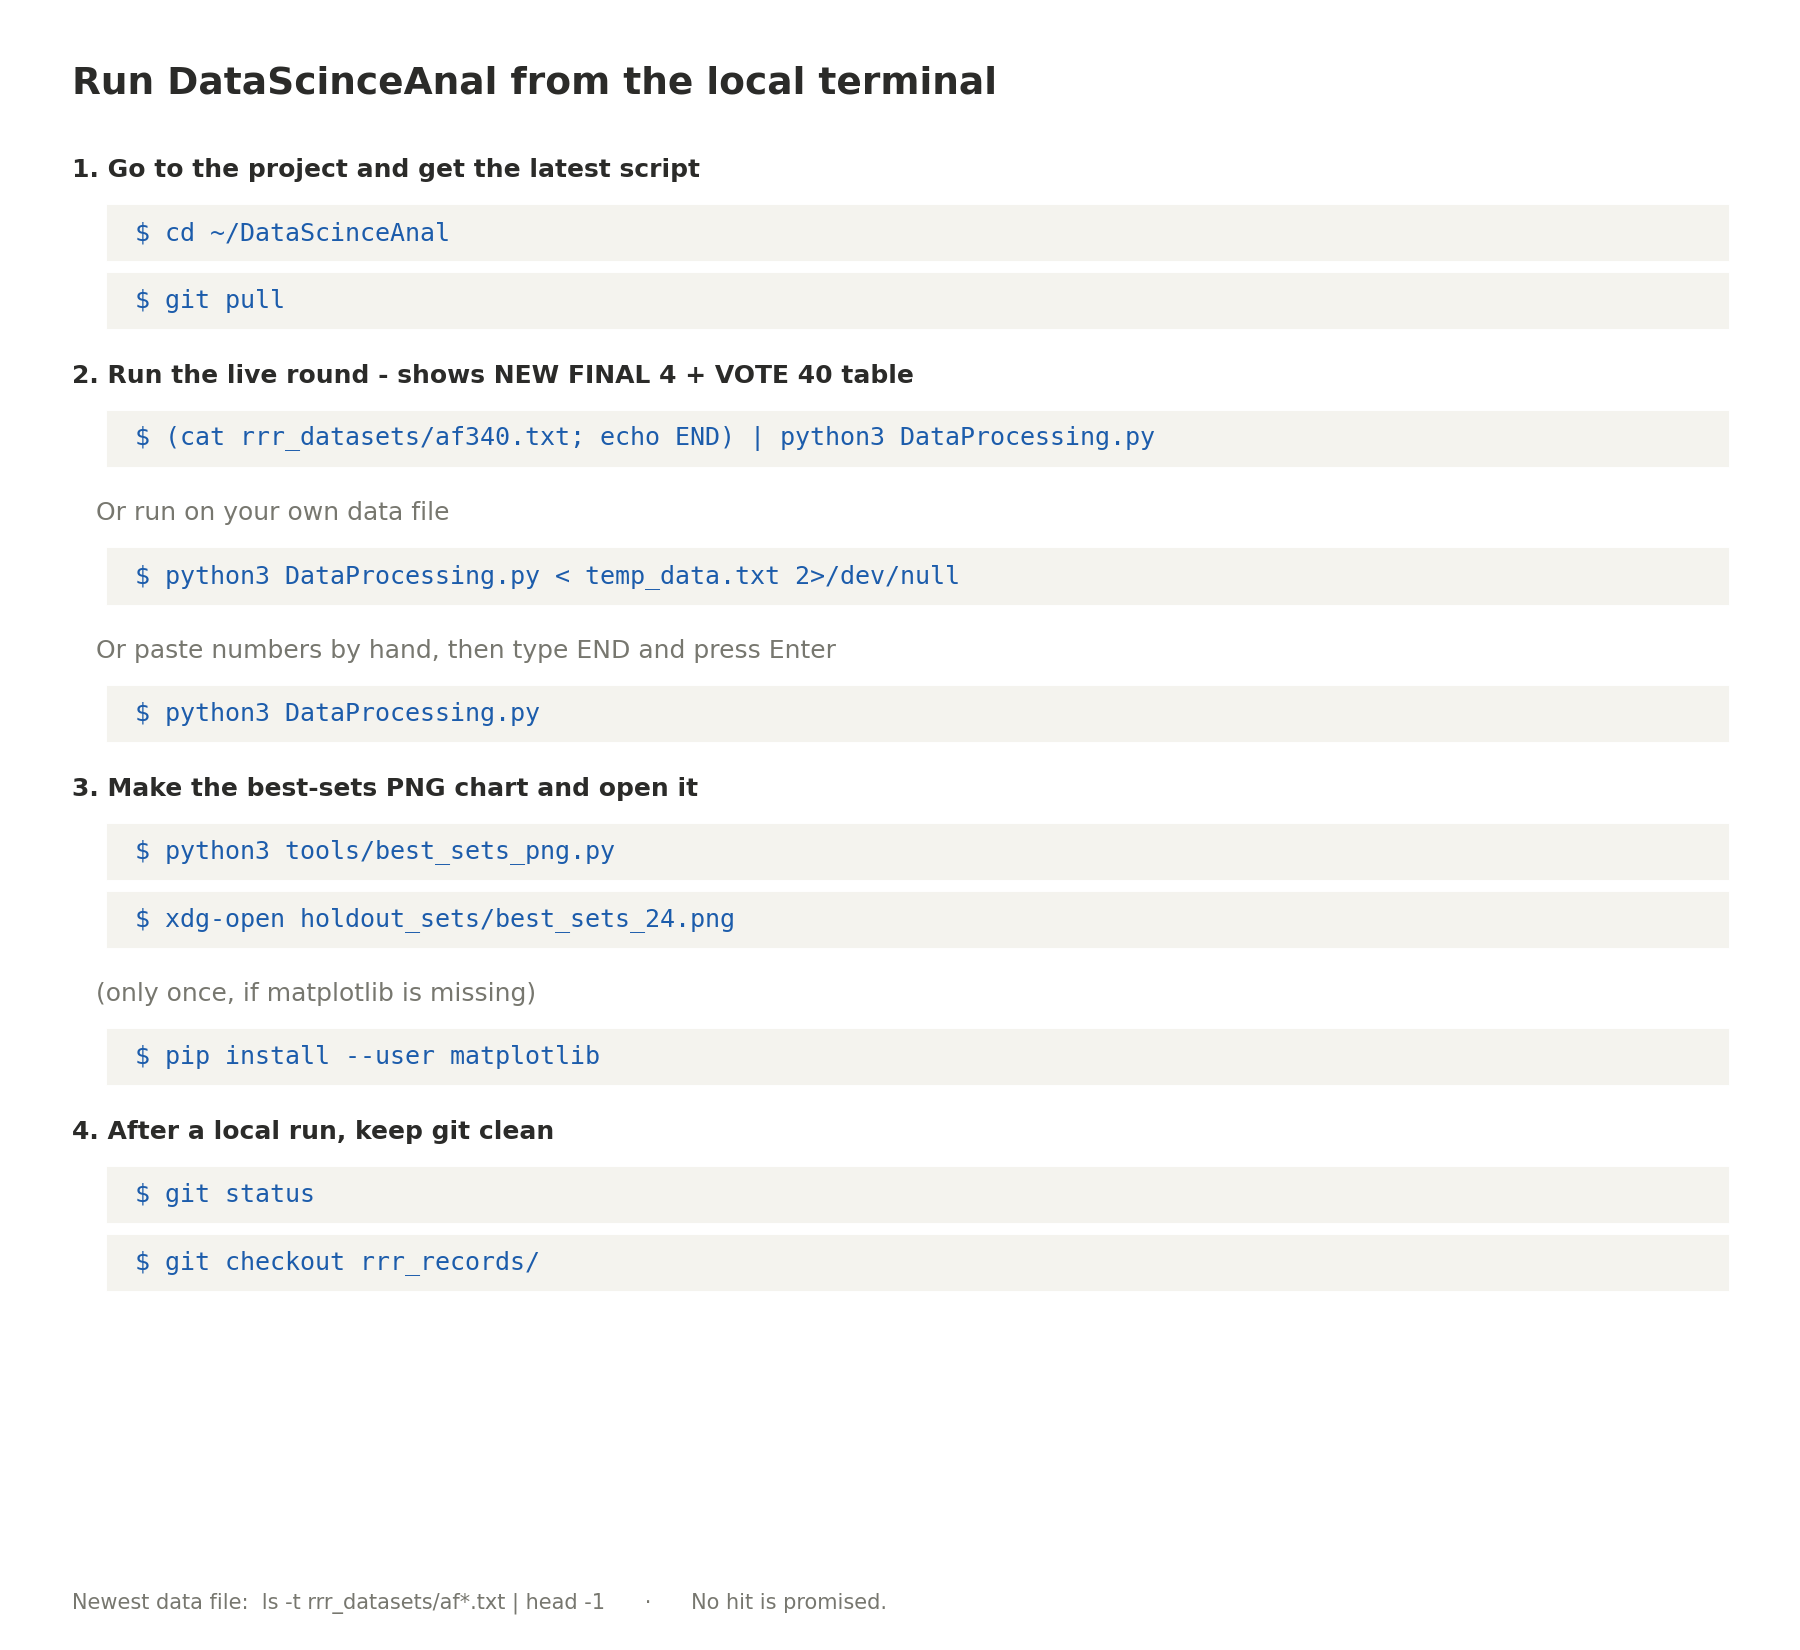 Run DataScinceAnal from the local terminal
1. Go to the project and get the latest script
$ cd ~/DataScinceAnal
$ git pull
2. Run the live round - shows NEW FINAL 4 + VOTE 40 table
$ (cat rrr_datasets/af340.txt; echo END) | python3 DataProcessing.py
Or run on your own data file
$ python3 DataProcessing.py < temp_data.txt 2>/dev/null
Or paste numbers by hand, then type END and press Enter
$ python3 DataProcessing.py
3. Make the best-sets PNG chart and open it
$ python3 tools/best_sets_png.py
$ xdg-open holdout_sets/best_sets_24.png
(only once, if matplotlib is missing)
$ pip install --user matplotlib
4. After a local run, keep git clean
$ git status
$ git checkout rrr_records/
Newest data file:  ls -t rrr_datasets/af*.txt | head -1      ·      No hit is promised.